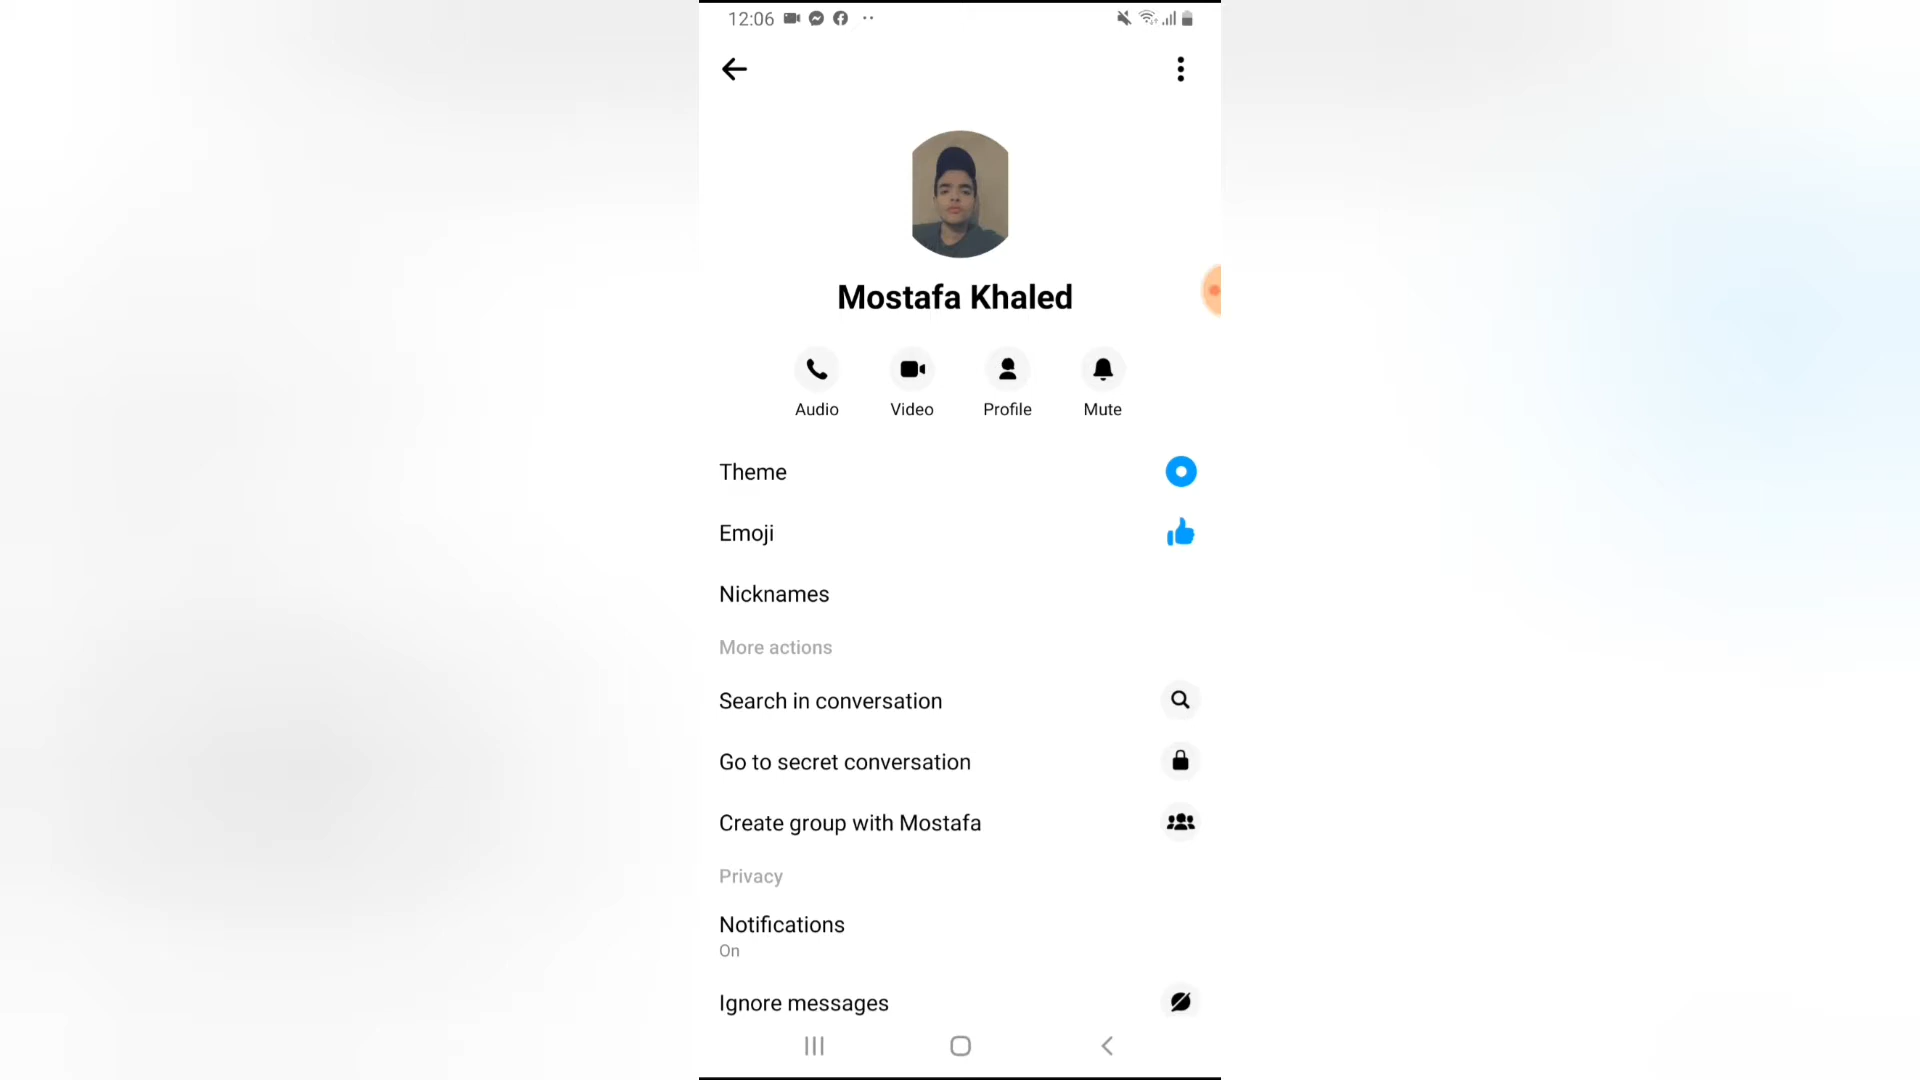 12:06
Mostafa Khaled
Audio Video Profile Mute
Theme
Emoji
Nicknames
More actions
Search in conversation
Go to secret conversation
Create group with Mostafa
Privacy
Notifications
On
Ignore messages